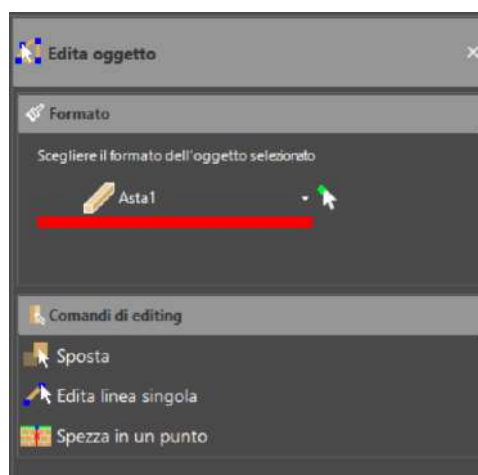 Edita oggetto
Formato
Scegliere il formato dell'oggetto selezionato
Asta1
Comandi di editing
Sposta
Edita linea singola
Spezza in un punto